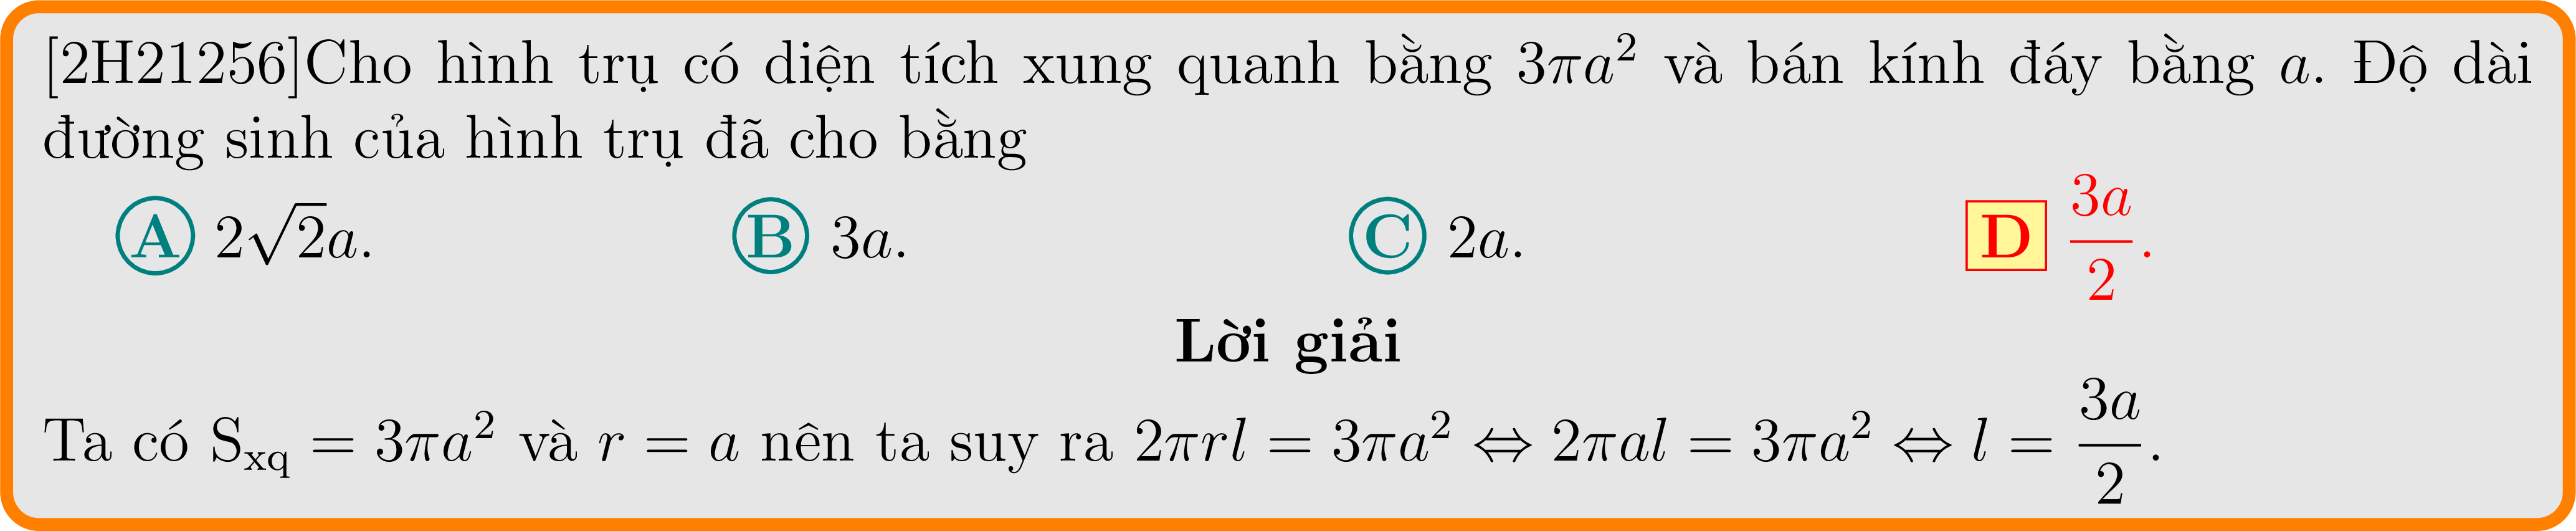 [2H21256]Cho hình trụ có diện tích xung quanh bằng $3\pi a^2$ và bán kính đáy bằng $a$. Độ dài
đường sinh của hình trụ đã cho bằng
Ⓐ $2\sqrt{2}a$. Ⓑ $3a$. Ⓒ $2a$. D $\dfrac{3a}{2}$.
Lời giải
Ta có $S_{xq} = 3\pi a^2$ và $r = a$ nên ta suy ra $2\pi rl = 3\pi a^2 \Leftrightarrow 2\pi al = 3\pi a^2 \Leftrightarrow l = \dfrac{3a}{2}$.